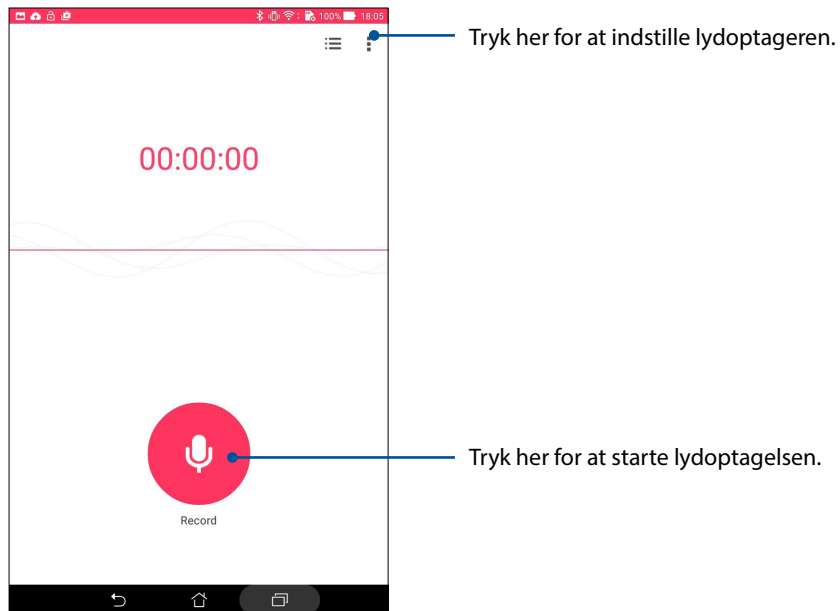 100% 18:05
Tryk her for at indstille lydoptageren.
00:00:00
Tryk her for at starte lydoptagelsen.
Record